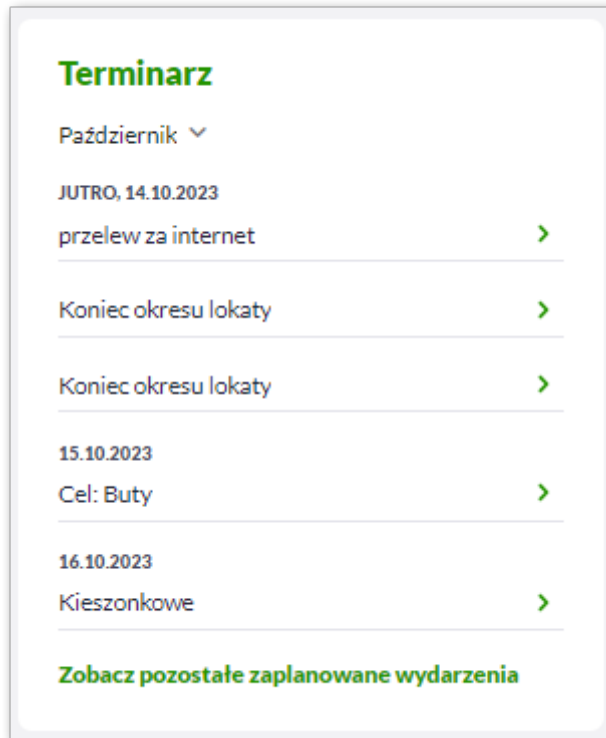 Terminarz
Październik
JUTRO, 14.10.2023
przelew za internet
Koniec okresu lokaty
Koniec okresu lokaty
15.10.2023
Cel: Buty
16.10.2023
Kieszonkowe
Zobacz pozostałe zaplanowane wydarzenia